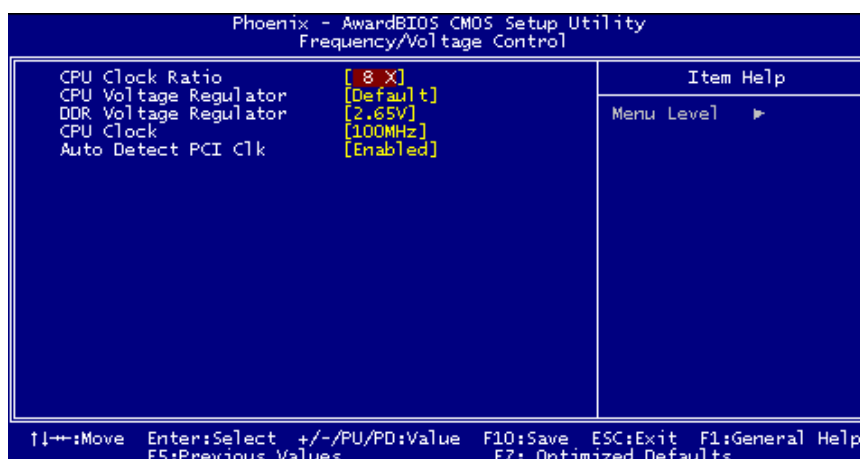 Phoenix - AwardBIOS CMOS Setup Utility
Frequency/Voltage Control
CPU Clock Ratio [ 8 X]
CPU Voltage Regulator [Default]
DDR Voltage Regulator [2.65V]
CPU Clock [100MHz]
Auto Detect PCI Clk [Enabled]
Item Help
Menu Level ►
↑↓→←:Move Enter:Select +/-/PU/PD:Value F10:Save ESC:Exit F1:General Help
F5:Previous Values F7: Optimized Defaults